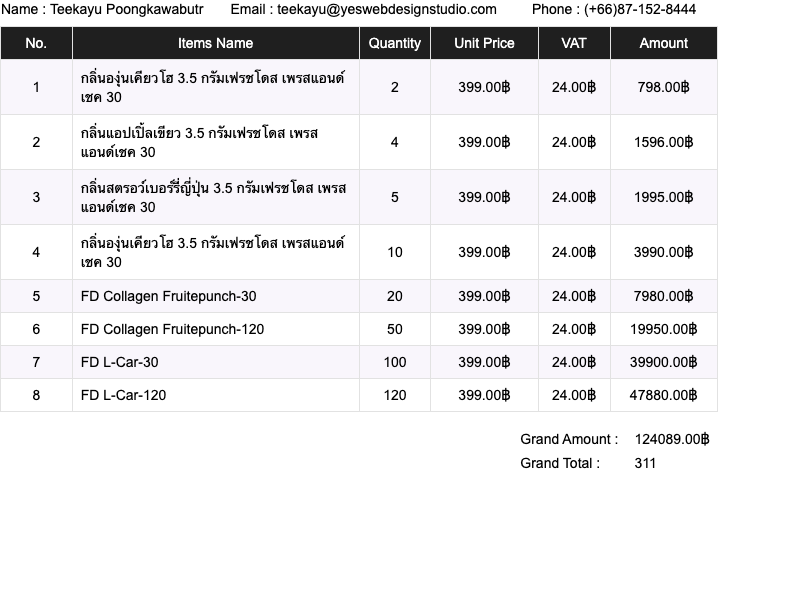 Name : Teekayu Poongkawabutr Email : teekayu@yeswebdesignstudio.com Phone : (+66)87-152-8444
No. Items Name Quantity Unit Price VAT Amount
1 กลิ่นองุ่นเคียวโฮ 3.5 กรัมเฟรชโดส เพรสแอนด์
เชค 30 2 399.00฿ 24.00฿ 798.00฿
2 กลิ่นแอปเปิ้ลเขียว 3.5 กรัมเฟรชโดส เพรส
แอนด์เชค 30 4 399.00฿ 24.00฿ 1596.00฿
3 กลิ่นสตรอว์เบอร์รี่ญี่ปุ่น 3.5 กรัมเฟรชโดส เพรส
แอนด์เชค 30 5 399.00฿ 24.00฿ 1995.00฿
4 กลิ่นองุ่นเคียวโฮ 3.5 กรัมเฟรชโดส เพรสแอนด์
เชค 30 10 399.00฿ 24.00฿ 3990.00฿
5 FD Collagen Fruitepunch-30 20 399.00฿ 24.00฿ 7980.00฿
6 FD Collagen Fruitepunch-120 50 399.00฿ 24.00฿ 19950.00฿
7 FD L-Car-30 100 399.00฿ 24.00฿ 39900.00฿
8 FD L-Car-120 120 399.00฿ 24.00฿ 47880.00฿
Grand Amount : 124089.00฿
Grand Total : 311